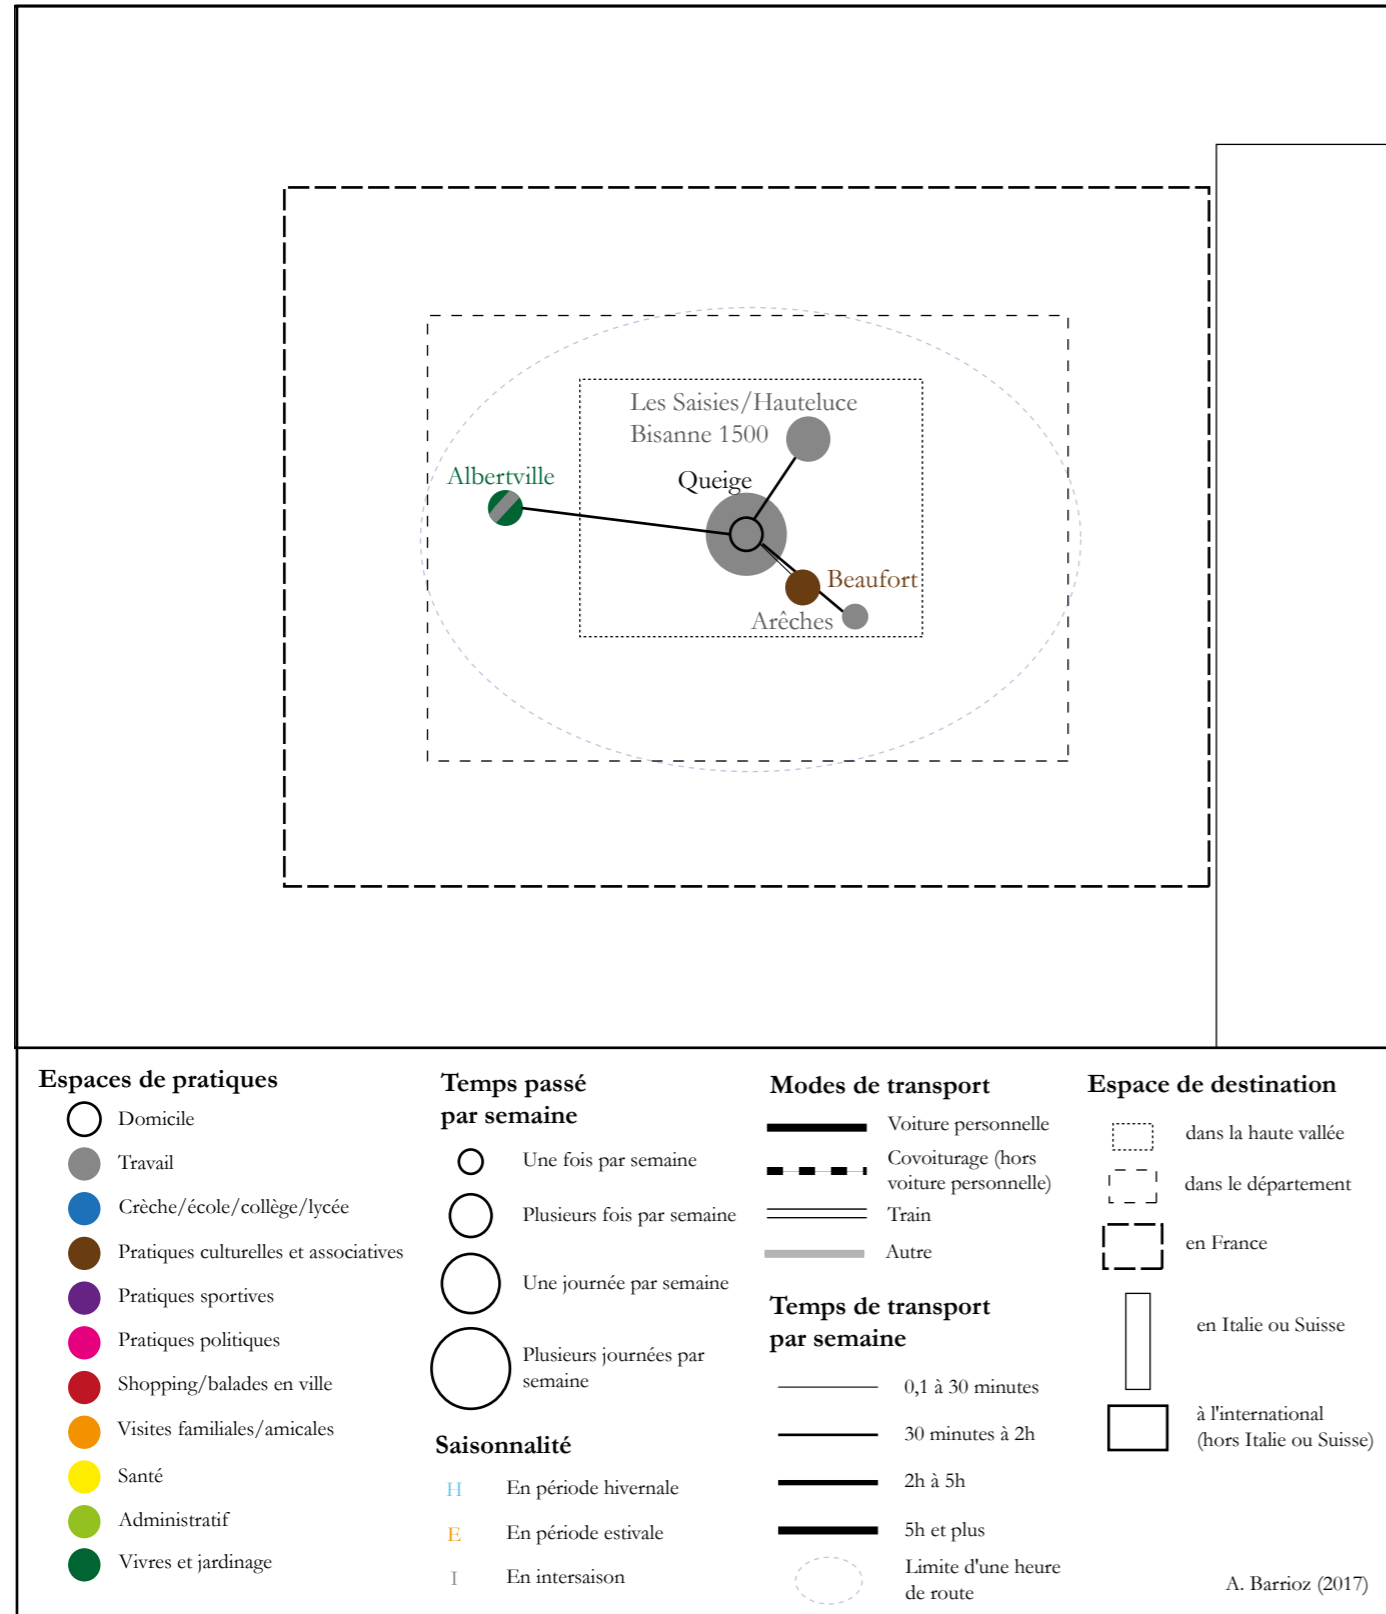 Les Saisies/Hauteluce
Bisanne 1500
Albertville
Queige
Beaufort
Arêches
Espaces de pratiques
Domicile
Travail
Crèche/école/collège/lycée
Pratiques culturelles et associatives
Pratiques sportives
Pratiques politiques
Shopping/balades en ville
Visites familiales/amicales
Santé
Administratif
Vivres et jardinage
Temps passé
par semaine
Une fois par semaine
Plusieurs fois par semaine
Une journée par semaine
Plusieurs journées par
semaine
Saisonnalité
H En période hivernale
E En période estivale
I En intersaison
Modes de transport
Voiture personnelle
Covoiturage (hors
voiture personnelle)
Train
Autre
Temps de transport
par semaine
0,1 à 30 minutes
30 minutes à 2h
2h à 5h
5h et plus
Limite d'une heure
de route
Espace de destination
dans la haute vallée
dans le département
en France
en Italie ou Suisse
à l'international
(hors Italie ou Suisse)
A. Barrioz (2017)